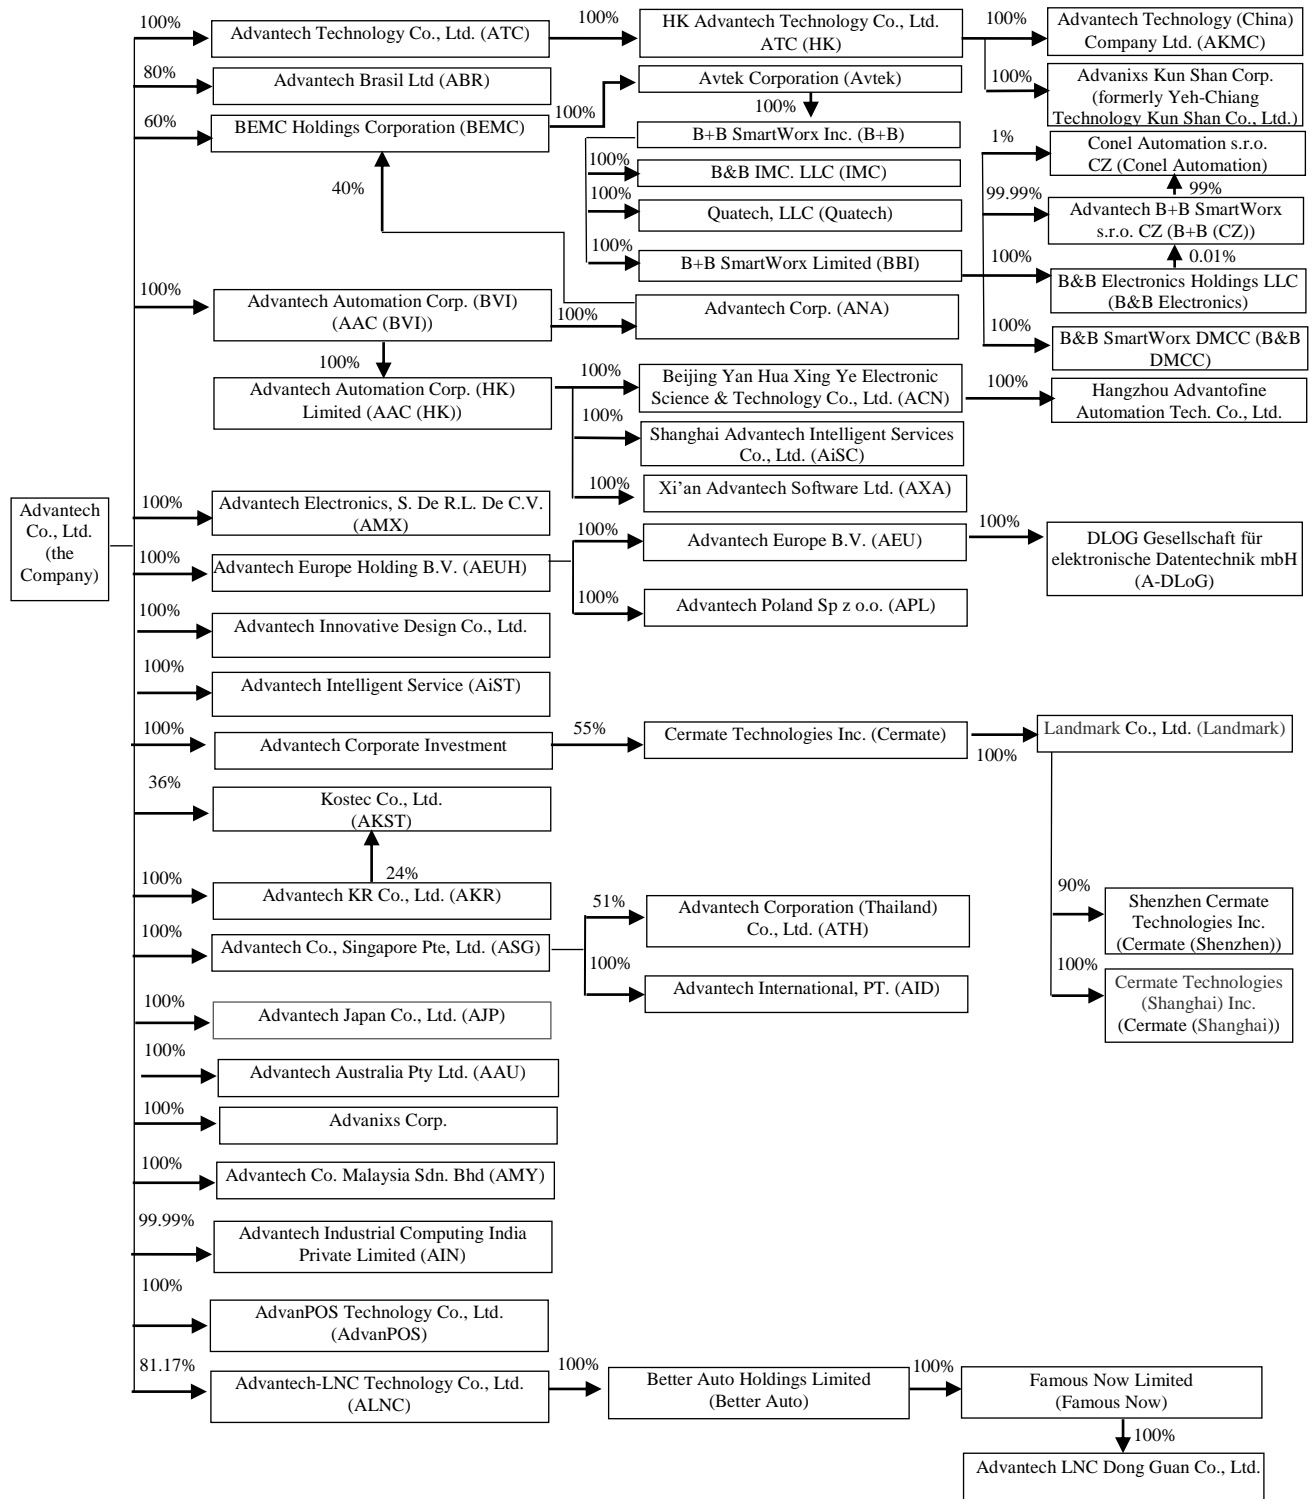 100%
Advantech Technology Co., Ltd. (ATC)
100%
HK Advantech Technology Co., Ltd.
ATC (HK)
100%
Advantech Technology (China)
Company Ltd. (AKMC)
100%
Advanixs Kun Shan Corp.
(formerly Yeh-Chiang
Technology Kun Shan Co., Ltd.)
80%
Advantech Brasil Ltd (ABR)
60%
BEMC Holdings Corporation (BEMC)
100%
Avtek Corporation (Avtek)
100%
B+B SmartWorx Inc. (B+B)
100%
B&B IMC. LLC (IMC)
100%
Quatech, LLC (Quatech)
100%
B+B SmartWorx Limited (BBI)
1%
Conel Automation s.r.o.
CZ (Conel Automation)
99%
99.99%
Advantech B+B SmartWorx
s.r.o. CZ (B+B (CZ))
0.01%
100%
B&B Electronics Holdings LLC
(B&B Electronics)
100%
B&B SmartWorx DMCC (B&B
DMCC)
40%
100%
Advantech Automation Corp. (BVI)
(AAC (BVI))
100%
Advantech Corp. (ANA)
100%
Advantech Automation Corp. (HK)
Limited (AAC (HK))
100%
Beijing Yan Hua Xing Ye Electronic
Science & Technology Co., Ltd. (ACN)
100%
Hangzhou Advantofine
Automation Tech. Co., Ltd.
100%
Shanghai Advantech Intelligent Services
Co., Ltd. (AiSC)
100%
Xi'an Advantech Software Ltd. (AXA)
Advantech
Co., Ltd.
(the
Company)
100%
Advantech Electronics, S. De R.L. De C.V.
(AMX)
100%
Advantech Europe Holding B.V. (AEUH)
100%
Advantech Europe B.V. (AEU)
100%
DLOG Gesellschaft für
elektronische Datentechnik mbH
(A-DLoG)
100%
Advantech Poland Sp z o.o. (APL)
100%
Advantech Innovative Design Co., Ltd.
100%
Advantech Intelligent Service (AiST)
100%
Advantech Corporate Investment
55%
Cermate Technologies Inc. (Cermate)
100%
Landmark Co., Ltd. (Landmark)
36%
Kostec Co., Ltd.
(AKST)
24%
100%
Advantech KR Co., Ltd. (AKR)
90%
Shenzhen Cermate
Technologies Inc.
(Cermate (Shenzhen))
100%
Advantech Co., Singapore Pte, Ltd. (ASG)
51%
Advantech Corporation (Thailand)
Co., Ltd. (ATH)
100%
Advantech International, PT. (AID)
100%
Cermate Technologies
(Shanghai) Inc.
(Cermate (Shanghai))
100%
Advantech Japan Co., Ltd. (AJP)
100%
Advantech Australia Pty Ltd. (AAU)
100%
Advanixs Corp.
100%
Advantech Co. Malaysia Sdn. Bhd (AMY)
99.99%
Advantech Industrial Computing India
Private Limited (AIN)
100%
AdvanPOS Technology Co., Ltd.
(AdvanPOS)
81.17%
Advantech-LNC Technology Co., Ltd.
(ALNC)
100%
Better Auto Holdings Limited
(Better Auto)
100%
Famous Now Limited
(Famous Now)
100%
Advantech LNC Dong Guan Co., Ltd.